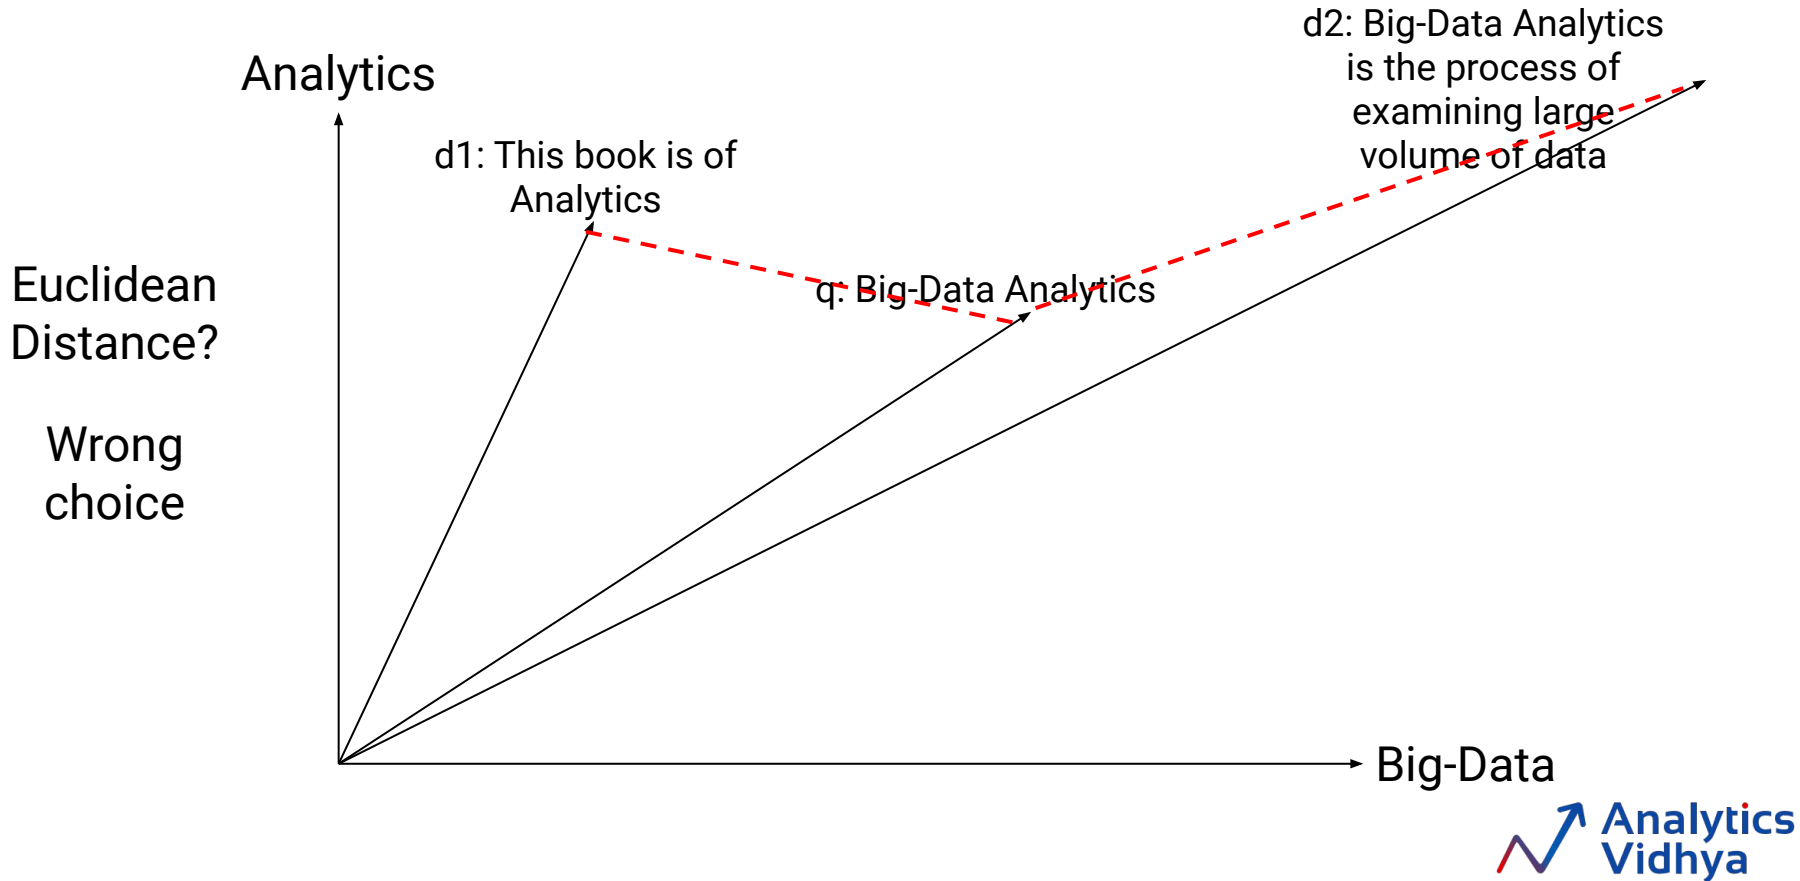 Analytics
d1: This book is of
Analytics
d2: Big-Data Analytics
is the process of
examining large
volume of data
Euclidean
Distance?
Wrong
choice
q: Big-Data Analytics
Big-Data
Analytics
Vidhya